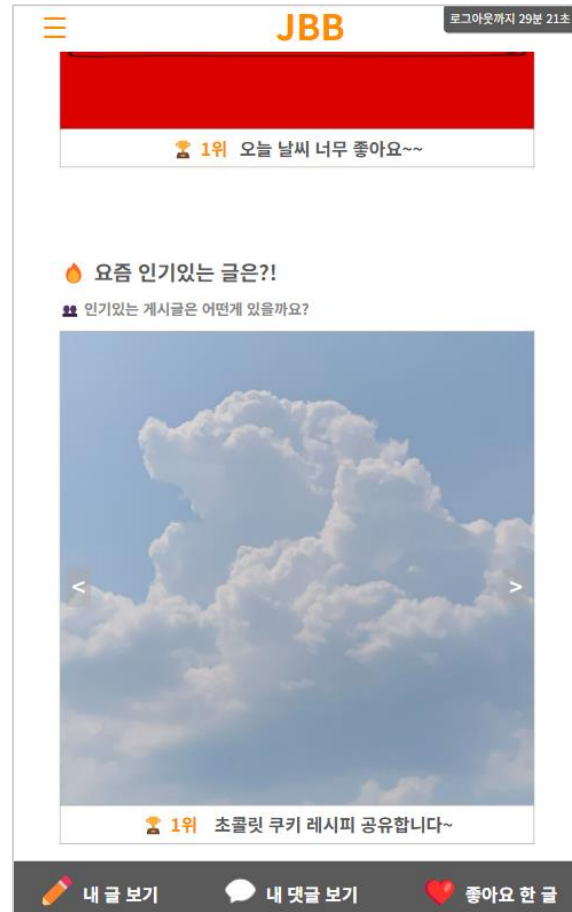 JBB
로그아웃까지 29분 21초
1위 오늘 날씨 너무 좋아요~~
요즘 인기있는 글은?!
인기있는 게시글은 어떤게 있을까요?
< >
1위 초콜릿 쿠키 레시피 공유합니다~
내 글 보기 내 댓글 보기 좋아요 한 글